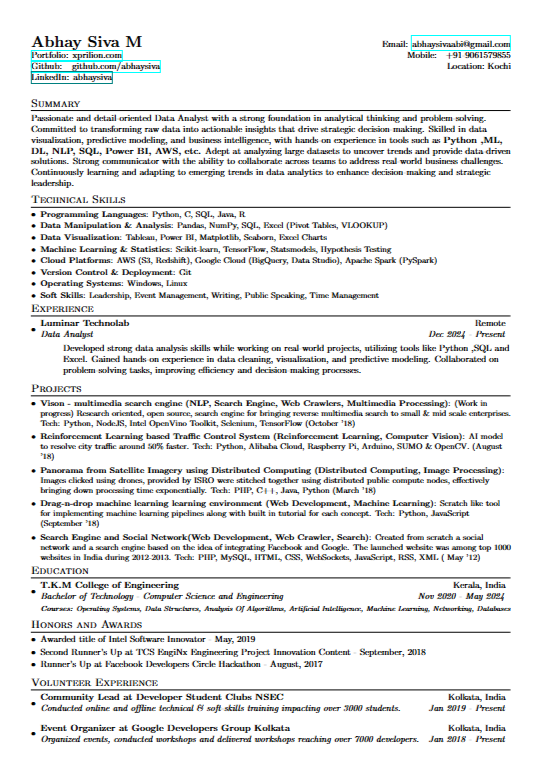 Abhay Siva M
Email: abhaysivaabi@gmail.com
Portfolio: xprilion.com
Mobile: +91 9061579855
Github: github.com/abhaysiva
Location: Kochi
LinkedIn: abhaysiva
Summary
Passionate and detail oriented Data Analyst with a strong foundation in analytical thinking and problem solving.
Committed to transforming raw data into actionable insights that drive strategic decision making. Skilled in data
visualization, predictive modeling, and business intelligence, with hands on experience in tools such as Python ,ML,
DL, NLP, SQL, Power BI, AWS, etc. Adept at analyzing large datasets to uncover trends and provide data driven
solutions. Strong communicator with the ability to collaborate across teams to address real world business challenges.
Continuously learning and adapting to emerging trends in data analytics to enhance decision making and strategic
leadership.
Technical Skills
• Programming Languages: Python, C, SQL, Java, R
• Data Manipulation & Analysis: Pandas, NumPy, SQL, Excel (Pivot Tables, VLOOKUP)
• Data Visualization: Tableau, Power BI, Matplotlib, Seaborn, Excel Charts
• Machine Learning & Statistics: Scikit-learn, TensorFlow, Statsmodels, Hypothesis Testing
• Cloud Platforms: AWS (S3, Redshift), Google Cloud (BigQuery, Data Studio), Apache Spark (PySpark)
• Version Control & Deployment: Git
• Operating Systems: Windows, Linux
• Soft Skills: Leadership, Event Management, Writing, Public Speaking, Time Management
Experience
• Luminar Technolab Remote
Data Analyst Dec 2024 - Present
Developed strong data analysis skills while working on real world projects, utilizing tools like Python ,SQL and
Excel. Gained hands on experience in data cleaning, visualization, and predictive modeling. Collaborated on
problem solving tasks, improving efficiency and decision making processes.
Projects
• Vison - multimedia search engine (NLP, Search Engine, Web Crawlers, Multimedia Processing): (Work in
progress) Research oriented, open source, search engine for bringing reverse multimedia search to small & mid scale enterprises.
Tech: Python, NodeJS, Intel OpenVino Toolkit, Selenium, TensorFlow (October '18)
• Reinforcement Learning based Traffic Control System (Reinforcement Learning, Computer Vision): AI model
to resolve city traffic around 50% faster. Tech: Python, Alibaba Cloud, Raspberry Pi, Arduino, SUMO & OpenCV. (August
'18)
• Panorama from Satellite Imagery using Distributed Computing (Distributed Computing, Image Processing):
Images clicked using drones, provided by ISRO were stitched together using distributed public compute nodes, effectively
bringing down processing time exponentially. Tech: PHP, C++, Java, Python (March '18)
• Drag-n-drop machine learning learning environment (Web Development, Machine Learning): Scratch like tool
for implementing machine learning pipelines along with built in tutorial for each concept. Tech: Python, JavaScript
(September '18)
• Search Engine and Social Network(Web Development, Web Crawler, Search): Created from scratch a social
network and a search engine based on the idea of integrating Facebook and Google. The launched website was among top 1000
websites in India during 2012-2013. Tech: PHP, MySQL, HTML, CSS, WebSockets, JavaScript, RSS, XML ( May '12)
Education
• T.K.M College of Engineering Kerala, India
Bachelor of Technology - Computer Science and Engineering Nov 2020 - May 2024
Courses: Operating Systems, Data Structures, Analysis Of Algorithms, Artificial Intelligence, Machine Learning, Networking, Databases
Honors and Awards
• Awarded title of Intel Software Innovator - May, 2019
• Second Runner's Up at TCS EngiNx Engineering Project Innovation Content - September, 2018
• Runner's Up at Facebook Developers Circle Hackathon - August, 2017
Volunteer Experience
• Community Lead at Developer Student Clubs NSEC Kolkata, India
Conducted online and offline technical & soft skills training impacting over 3000 students. Jan 2019 - Present
• Event Organizer at Google Developers Group Kolkata Kolkata, India
Organized events, conducted workshops and delivered workshops reaching over 7000 developers. Jan 2018 - Present